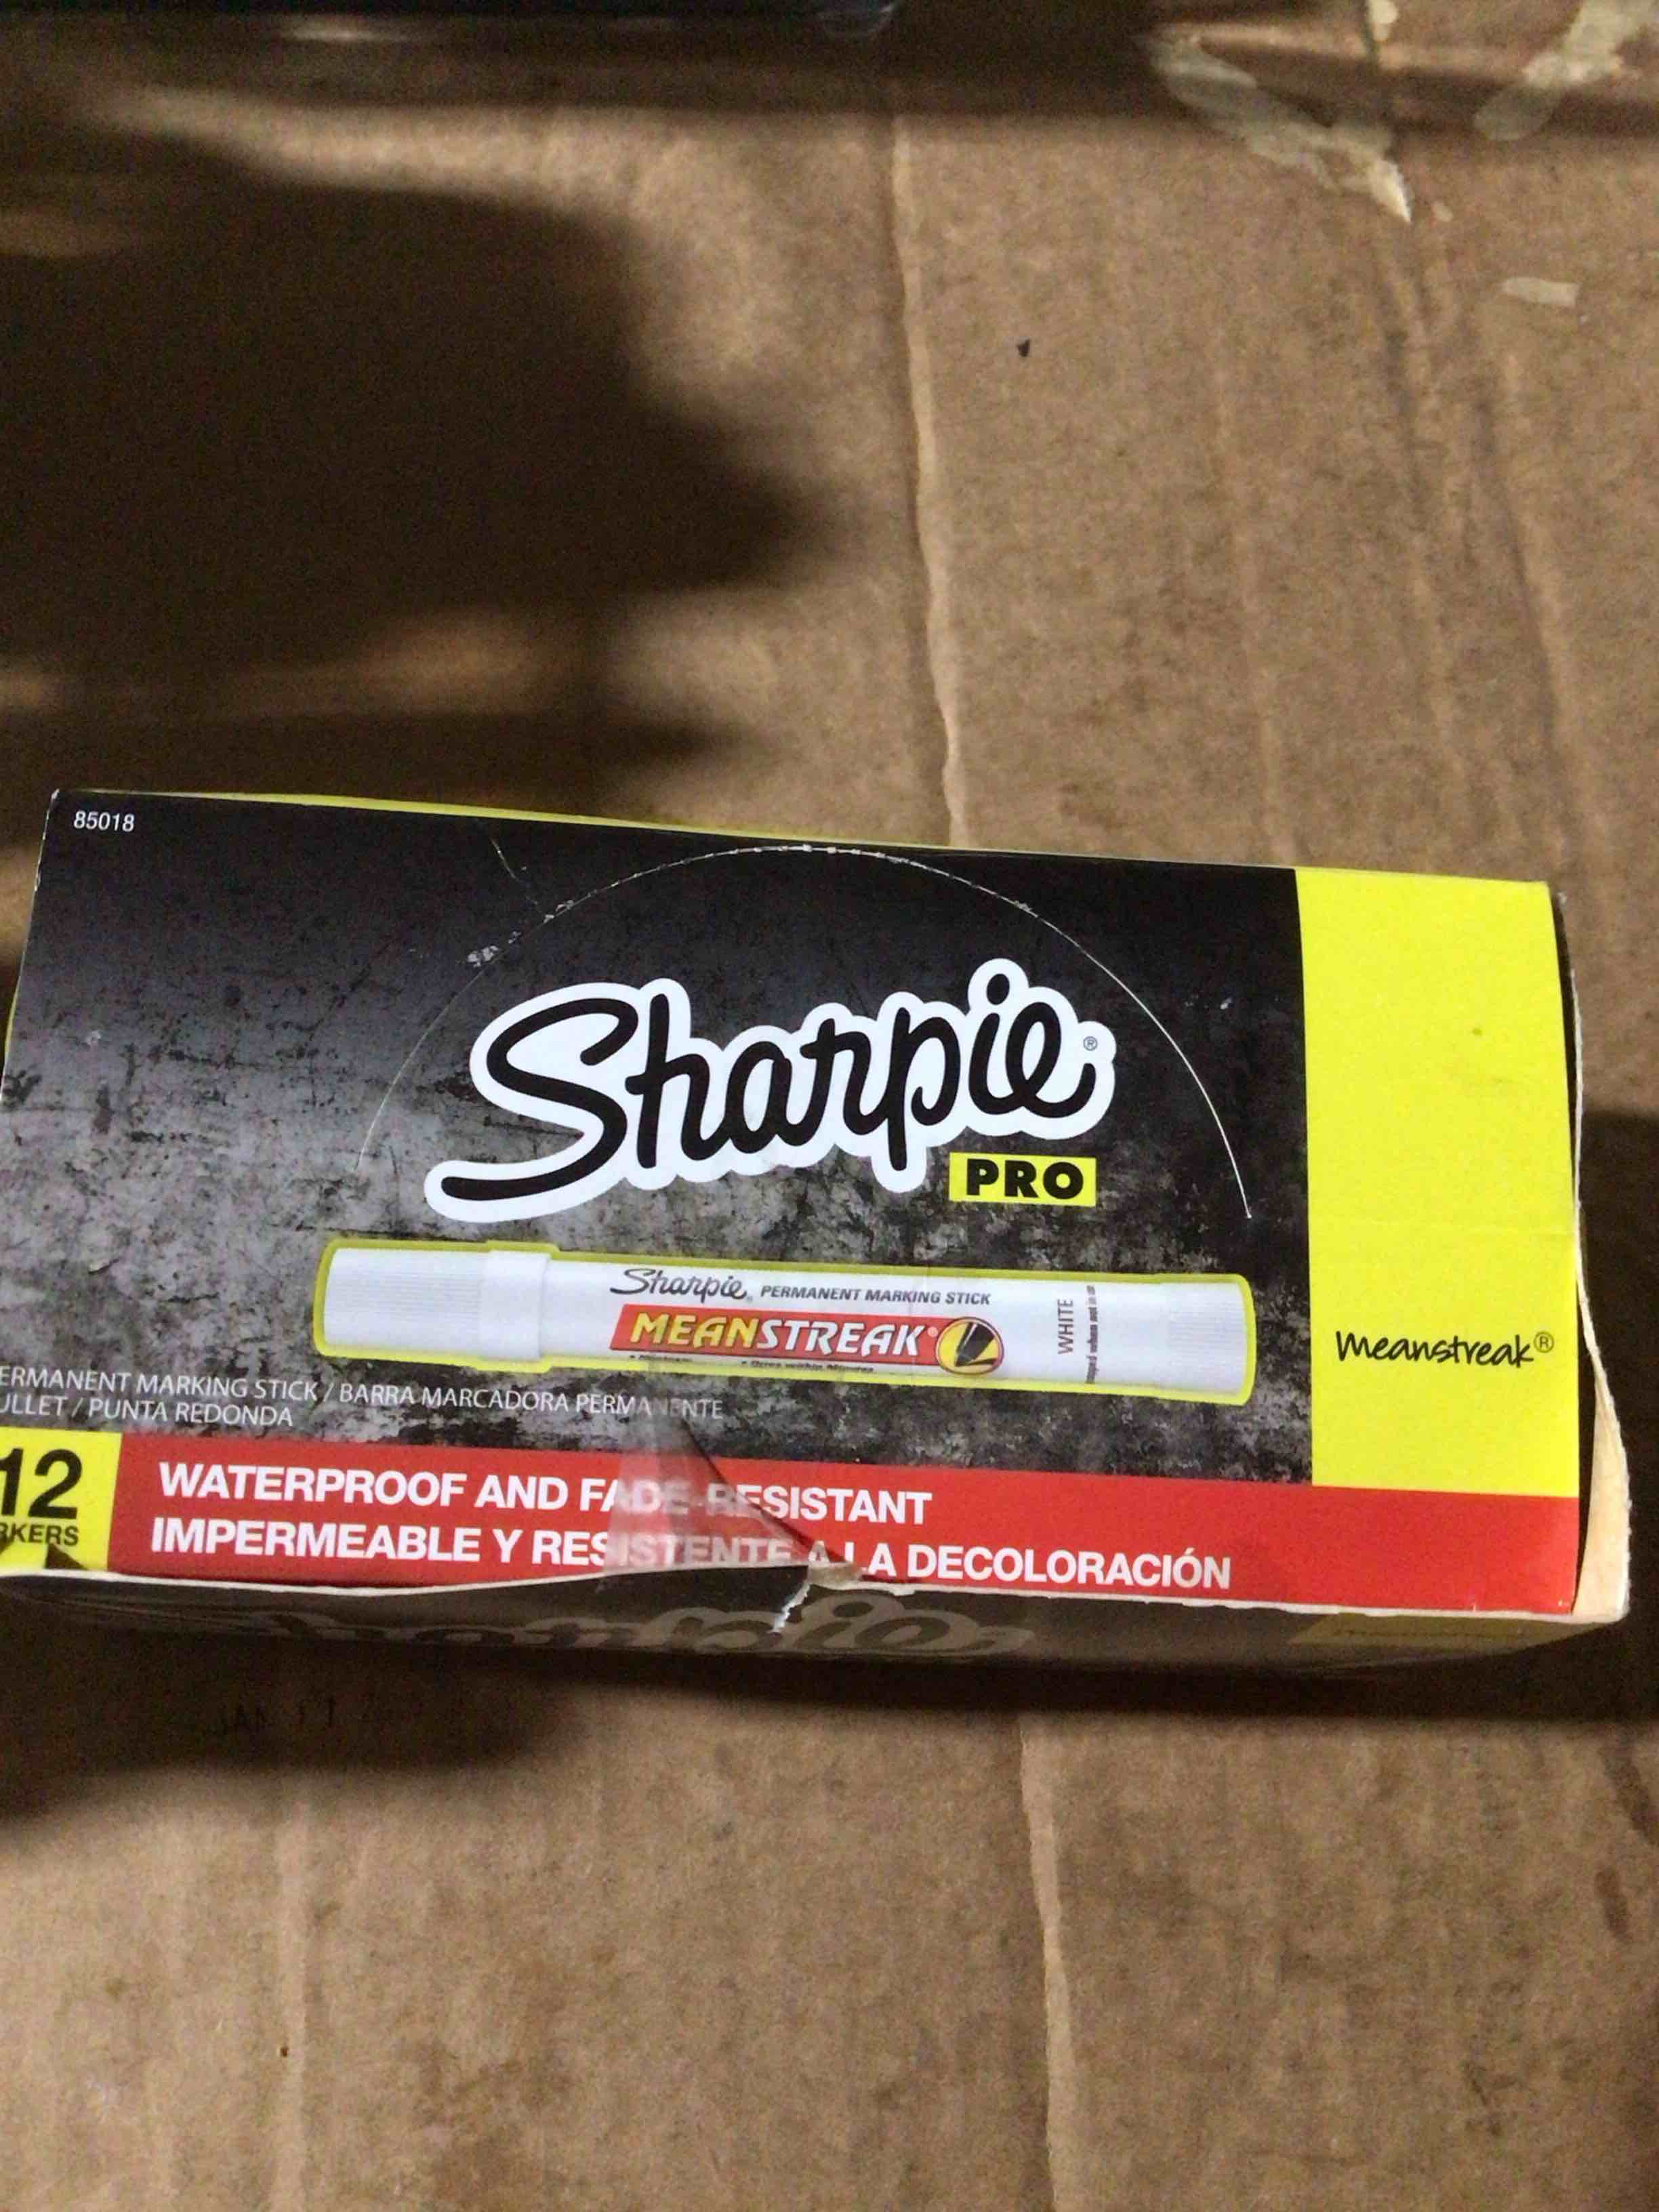 85018
Sharpie®
PRO
Sharpie® PERMANENT MARKING STICK
MEANSTREAK®
WHITE
Meanstreak®
ERMANENT MARKING STICK / BARRA MARCADORA PERMANENTE
ULLET / PUNTA REDONDA
12
RKERS
WATERPROOF AND FADE RESISTANT
IMPERMEABLE Y RESISTENTE A LA DECOLORACIÓN